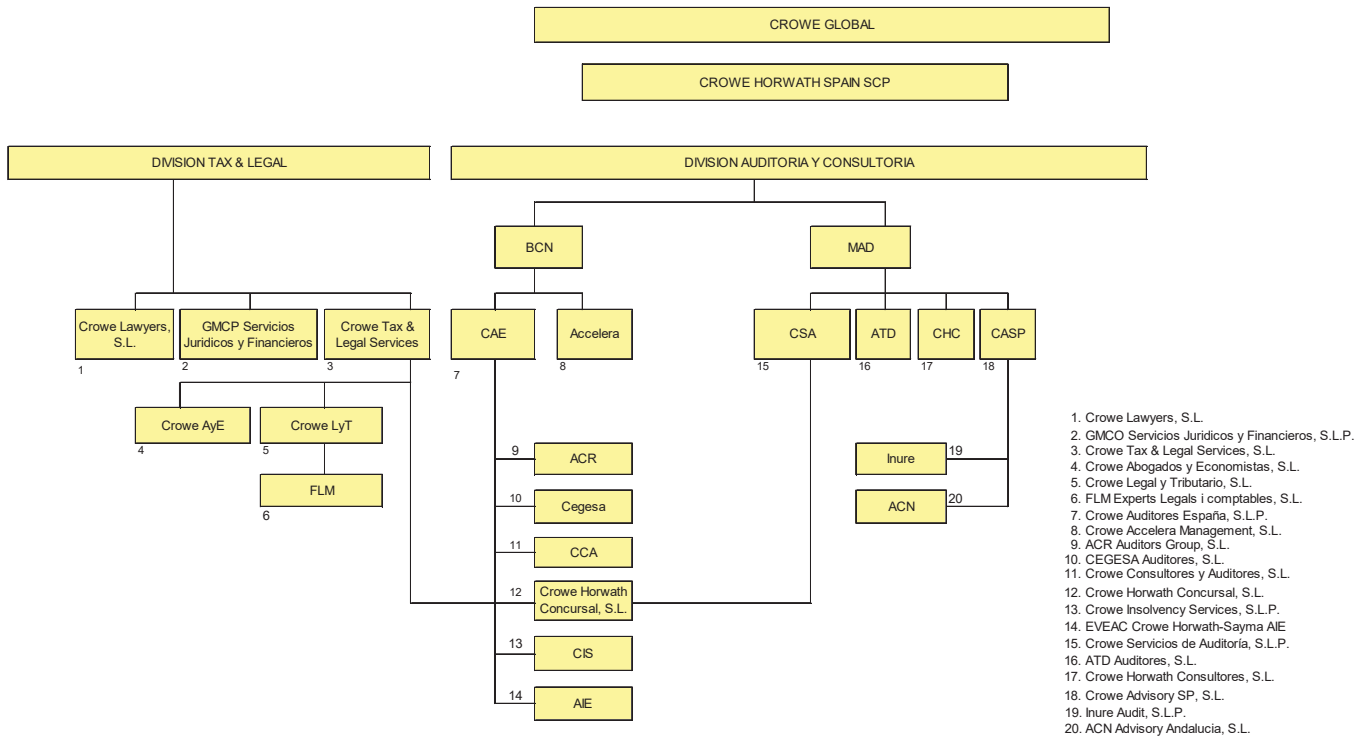 CROWE GLOBAL
CROWE HORWATH SPAIN SCP
DIVISION TAX & LEGAL
DIVISION AUDITORIA Y CONSULTORIA
BCN
MAD
Crowe Lawyers,
S.L.
1
GMCP Servicios
Juridicos y Financieros
2
Crowe Tax &
Legal Services
3
CAE
7
Accelera
8
CSA
15
ATD
16
CHC
17
CASP
18
Crowe AyE
4
Crowe LyT
5
FLM
6
9
ACR
10
Cegesa
11
CCA
12
Crowe Horwath
Concursal, S.L.
13
CIS
14
AIE
Inure
19
ACN
20
1. Crowe Lawyers, S.L.
2. GMCO Servicios Juridicos y Financieros, S.L.P.
3. Crowe Tax & Legal Services, S.L.
4. Crowe Abogados y Economistas, S.L.
5. Crowe Legal y Tributario, S.L.
6. FLM Experts Legals i comptables, S.L.
7. Crowe Auditores España, S.L.P.
8. Crowe Accelera Management, S.L.
9. ACR Auditors Group, S.L.
10. CEGESA Auditores, S.L.
11. Crowe Consultores y Auditores, S.L.
12. Crowe Horwath Concursal, S.L.
13. Crowe Insolvency Services, S.L.P.
14. EVEAC Crowe Horwath-Sayma AIE
15. Crowe Servicios de Auditoría, S.L.P.
16. ATD Auditores, S.L.
17. Crowe Horwath Consultores, S.L.
18. Crowe Advisory SP, S.L.
19. Inure Audit, S.L.P.
20. ACN Advisory Andalucia, S.L.